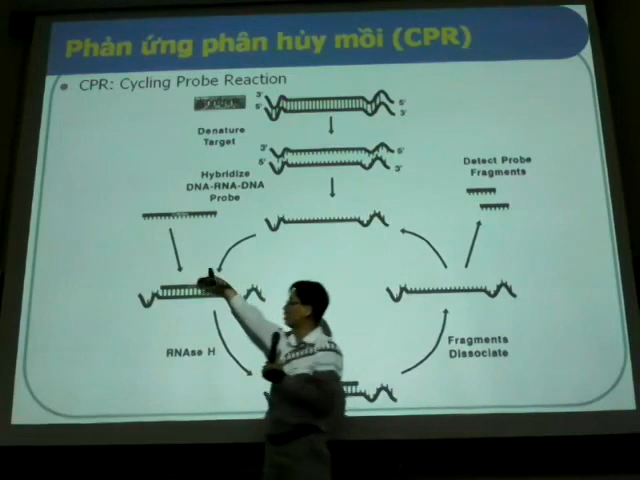 Phản ứng phân hủy mồi (CPR)
CPR: Cycling Probe Reaction
3'
5'
5'
3'
Denature
Target
3'
5'
5'
3'
Hybridize
DNA-RNA-DNA
Probe
Detect Probe
Fragments
RNAse H
Fragments
Dissociate